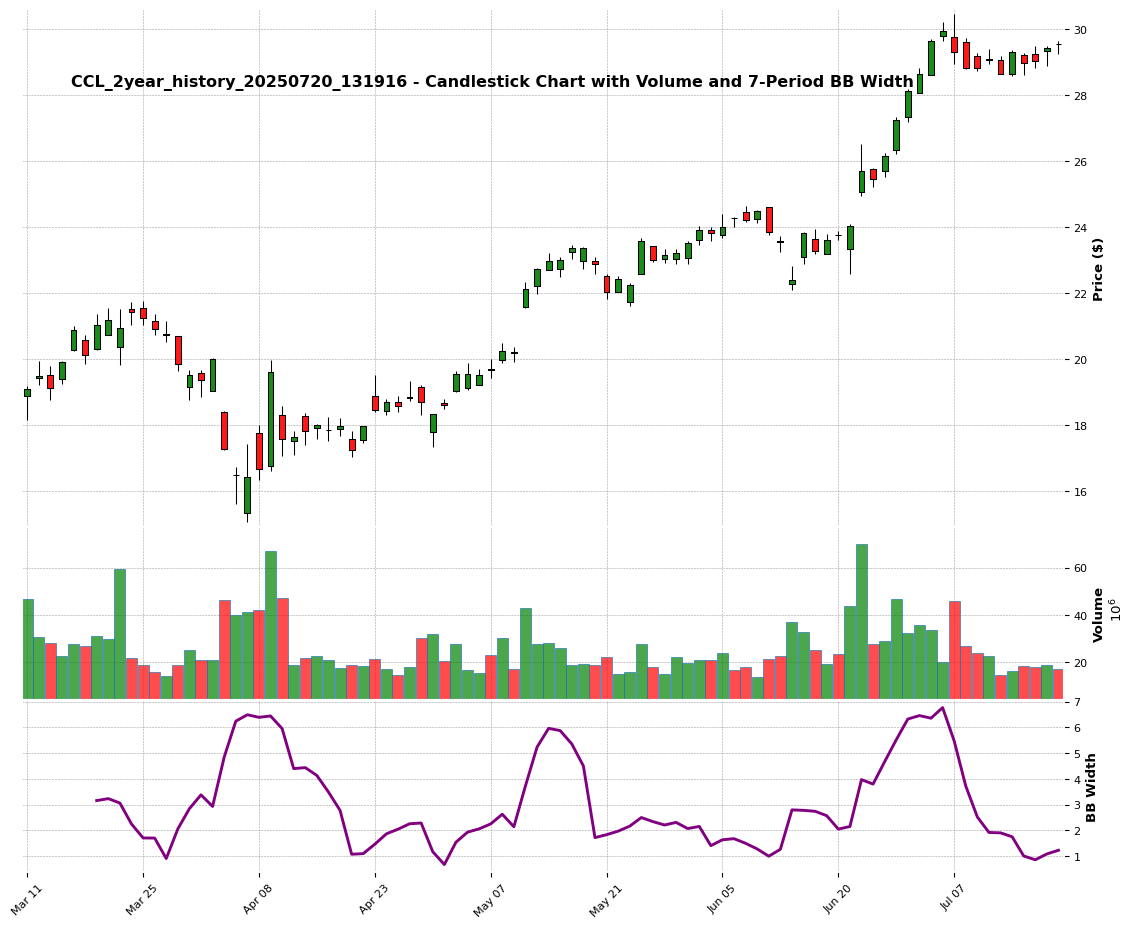 CCL_2year_history_20250720_131916 - Candlestick Chart with Volume and 7-Period BB Width
30
28
26
24
22
20
18
16
Price ($)
60
40
20
Volume
10^6
7
6
5
4
3
2
1
BB Width
Mar 11
Mar 25
Apr 08
Apr 23
May 07
May 21
Jun 05
Jun 20
Jul 07